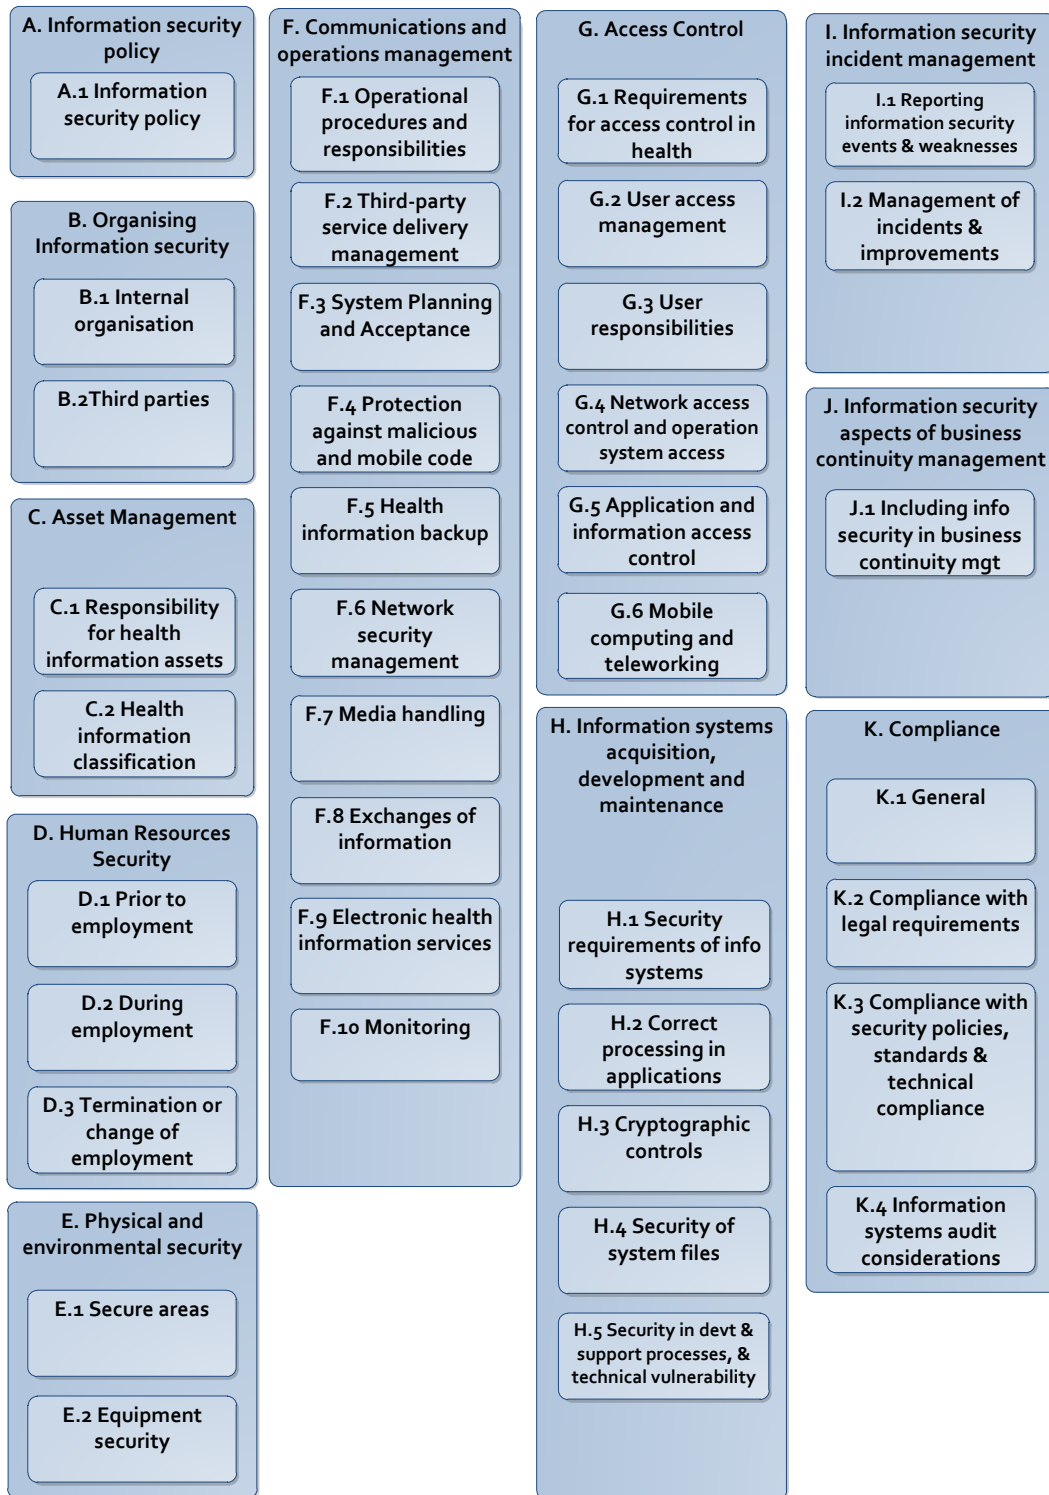 A. Information security
policy
A.1 Information
security policy
B. Organising
Information security
B.1 Internal
organisation
B.2Third parties
C. Asset Management
C.1 Responsibility
for health
information assets
C.2 Health
information
classification
D. Human Resources
Security
D.1 Prior to
employment
D.2 During
employment
D.3 Termination or
change of
employment
E. Physical and
environmental security
E.1 Secure areas
E.2 Equipment
security
F. Communications and
operations management
F.1 Operational
procedures and
responsibilities
F.2 Third-party
service delivery
management
F.3 System Planning
and Acceptance
F.4 Protection
against malicious
and mobile code
F.5 Health
information backup
F.6 Network
security
management
F.7 Media handling
F.8 Exchanges of
information
F.9 Electronic health
information services
F.10 Monitoring
G. Access Control
G.1 Requirements
for access control in
health
G.2 User access
management
G.3 User
responsibilities
G.4 Network access
control and operation
system access
G.5 Application and
information access
control
G.6 Mobile
computing and
teleworking
H. Information systems
acquisition,
development and
maintenance
H.1 Security
requirements of info
systems
H.2 Correct
processing in
applications
H.3 Cryptographic
controls
H.4 Security of
system files
H.5 Security in devt &
support processes, &
technical vulnerability
I. Information security
incident management
I.1 Reporting
information security
events & weaknesses
I.2 Management of
incidents &
improvements
J. Information security
aspects of business
continuity management
J.1 Including info
security in business
continuity mgt
K. Compliance
K.1 General
K.2 Compliance with
legal requirements
K.3 Compliance with
security policies,
standards &
technical
compliance
K.4 Information
systems audit
considerations